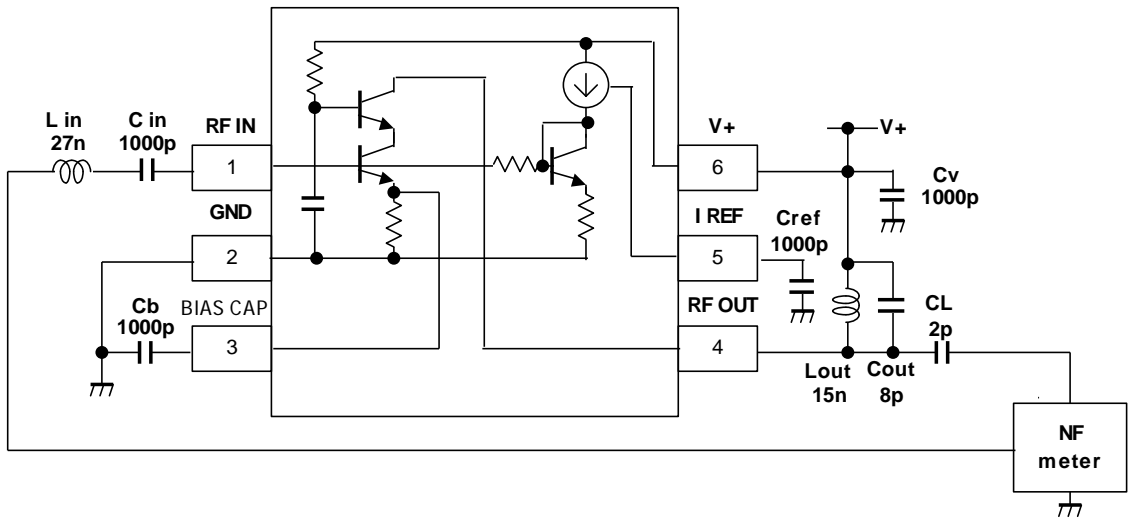 L in
27n
C in
1000p
RF IN
1
GND
2
Cb
1000p
BIAS CAP
3
V+
6
V+
Cv
1000p
I REF
5
Cref
1000p
RF OUT
4
Lout
15n
Cout
8p
CL
2p
NF
meter